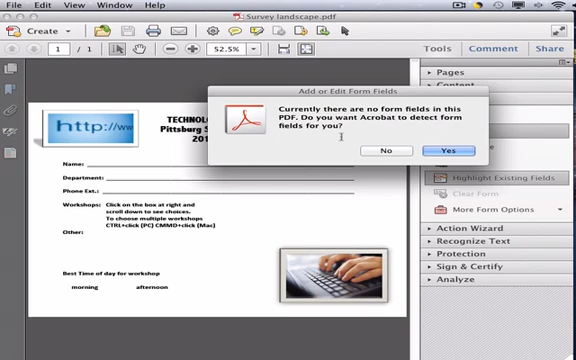 File Edit View Window Help
Survey landscape.pdf
Create
1 / 1 52.5% Tools Comment Share
Pages
Content
Add or Edit Form Fields
Currently there are no form fields in this
PDF. Do you want Acrobat to detect form
fields for you?
No Yes
http://ww
TECHNOLO
Pittsburg S
201
Name:
Department:
Phone Ext.:
Workshops: Click on the box at right and
scroll down to see choices.
To choose multiple workshops
CTRL+click (PC) CMMD+click (Mac)
Other:
Best Time of day for workshop
morning afternoon
Highlight Existing Fields
Clear Form
More Form Options
Action Wizard
Recognize Text
Protection
Sign & Certify
Analyze